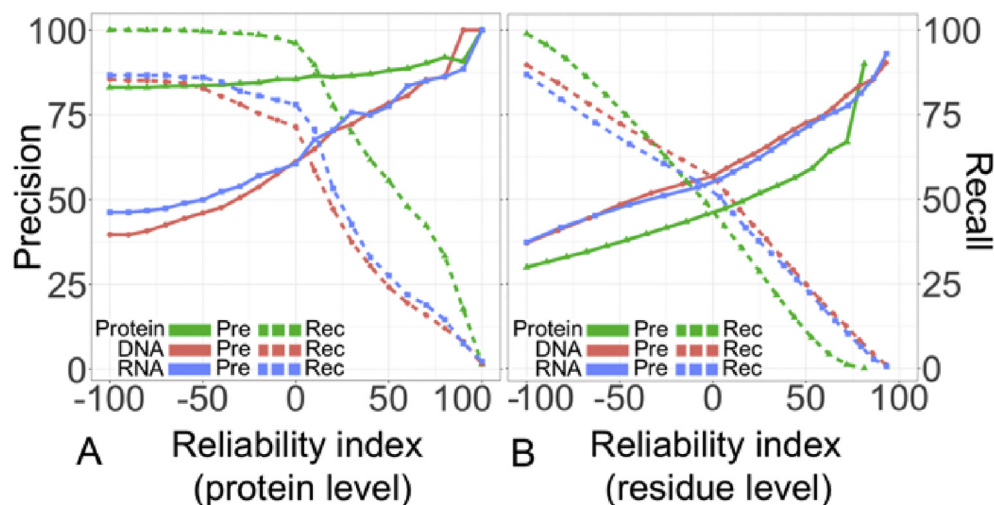 Precision
100
75
50
25
0
Protein Pre Rec
DNA Pre Rec
RNA Pre Rec
-100 -50 0 50 100
A Reliability index
(protein level)
Protein Pre Rec
DNA Pre Rec
RNA Pre Rec
-100 -50 0 50 100
B Reliability index
(residue level)
100
75
50
25
0
Recall